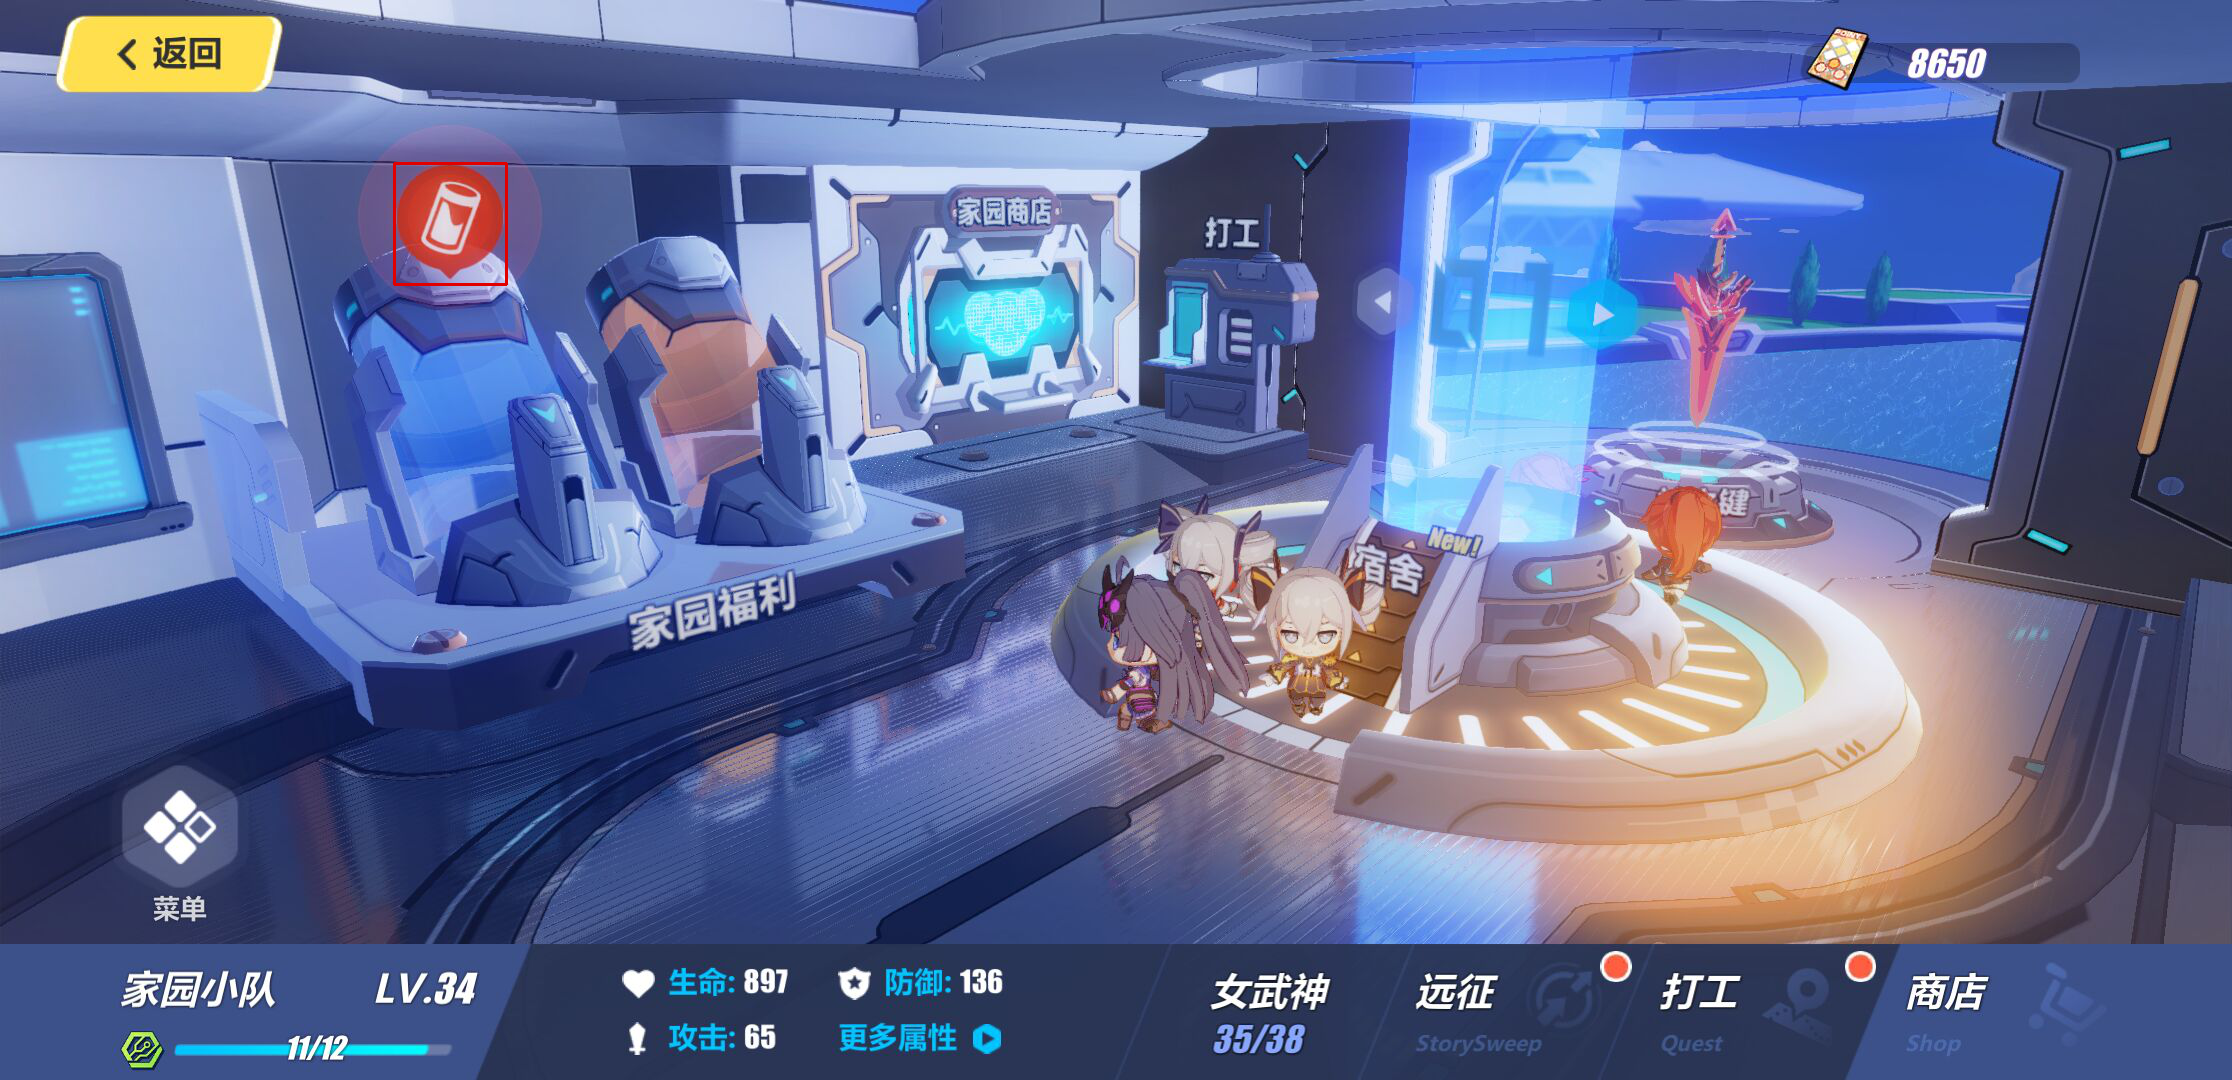 返回
8650
家园商店
打工
键
New!
宿舍
家园福利
菜单
家园小队 LV.34
11/12
生命: 897
防御: 136
攻击: 65
更多属性
女武神
35/38
远征
StorySweep
打工
Quest
商店
Shop